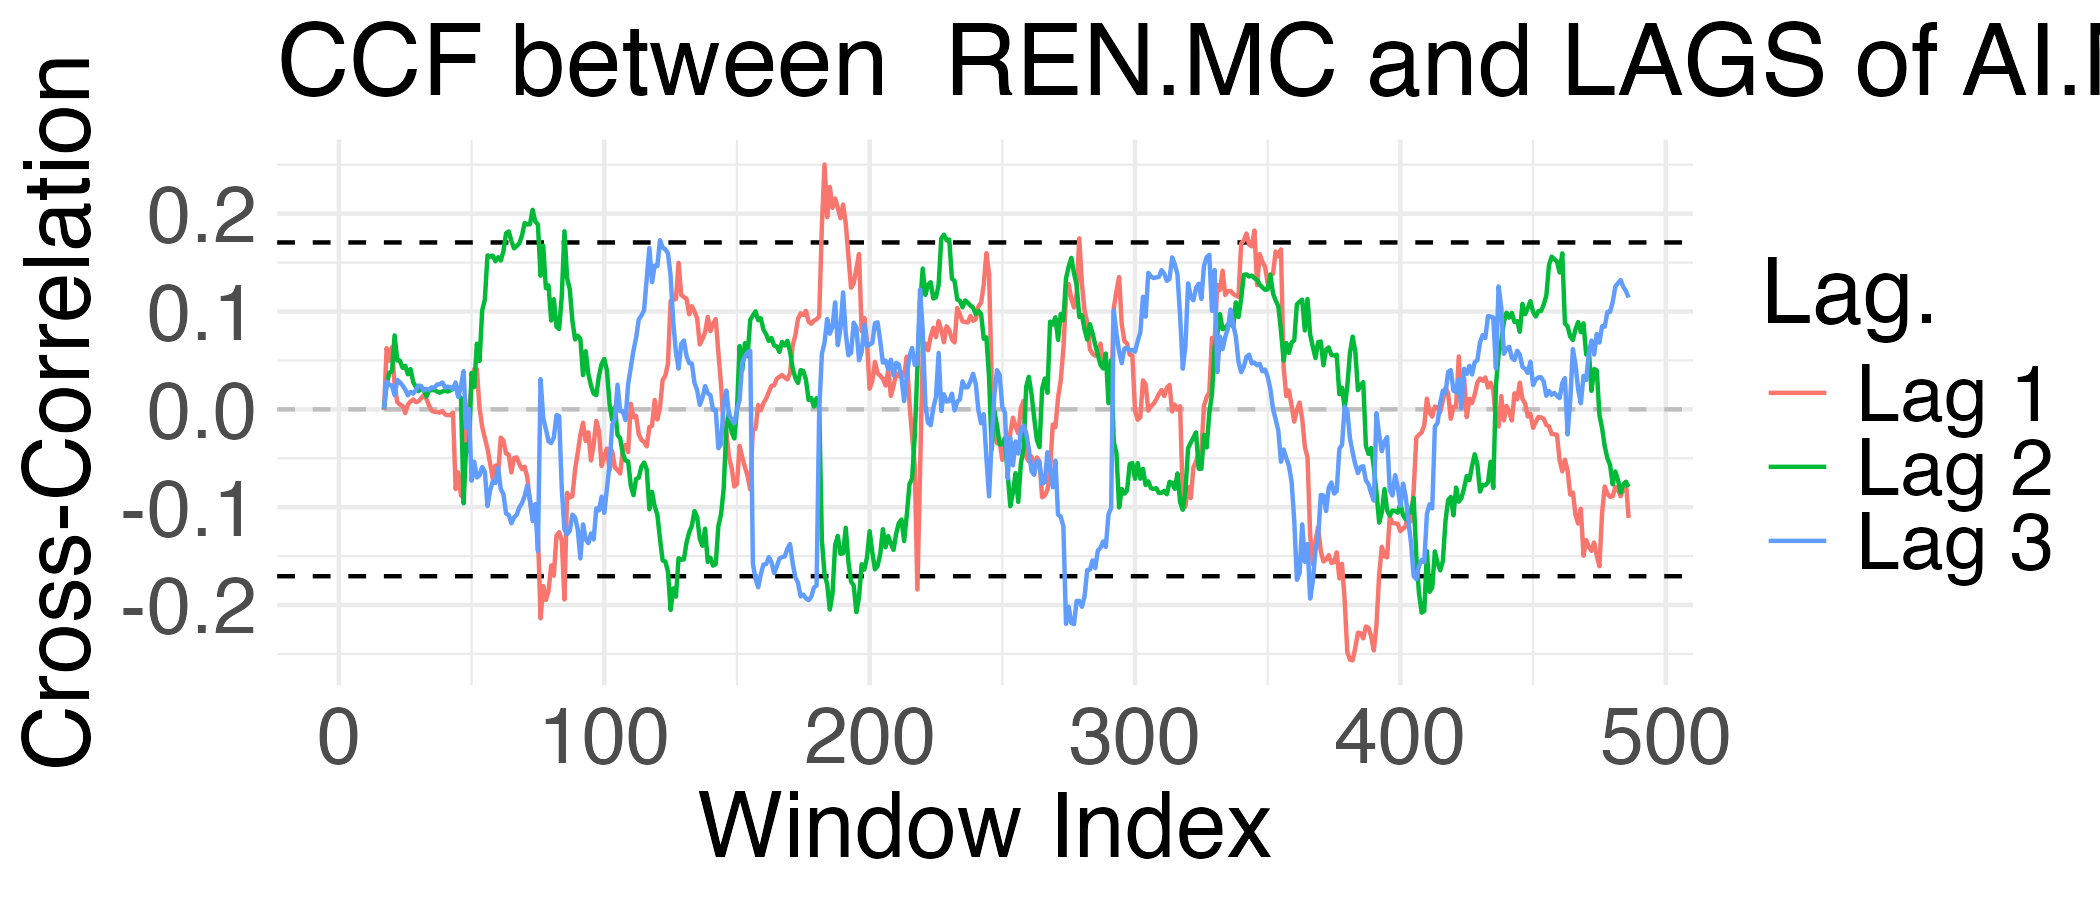 CCF between  REN.MC and LAGS of AI.
Cross-Correlation
0.2
0.1
0.0
-0.1
-0.2
0 100 200 300 400 500
Window Index
Lag.
Lag 1
Lag 2
Lag 3